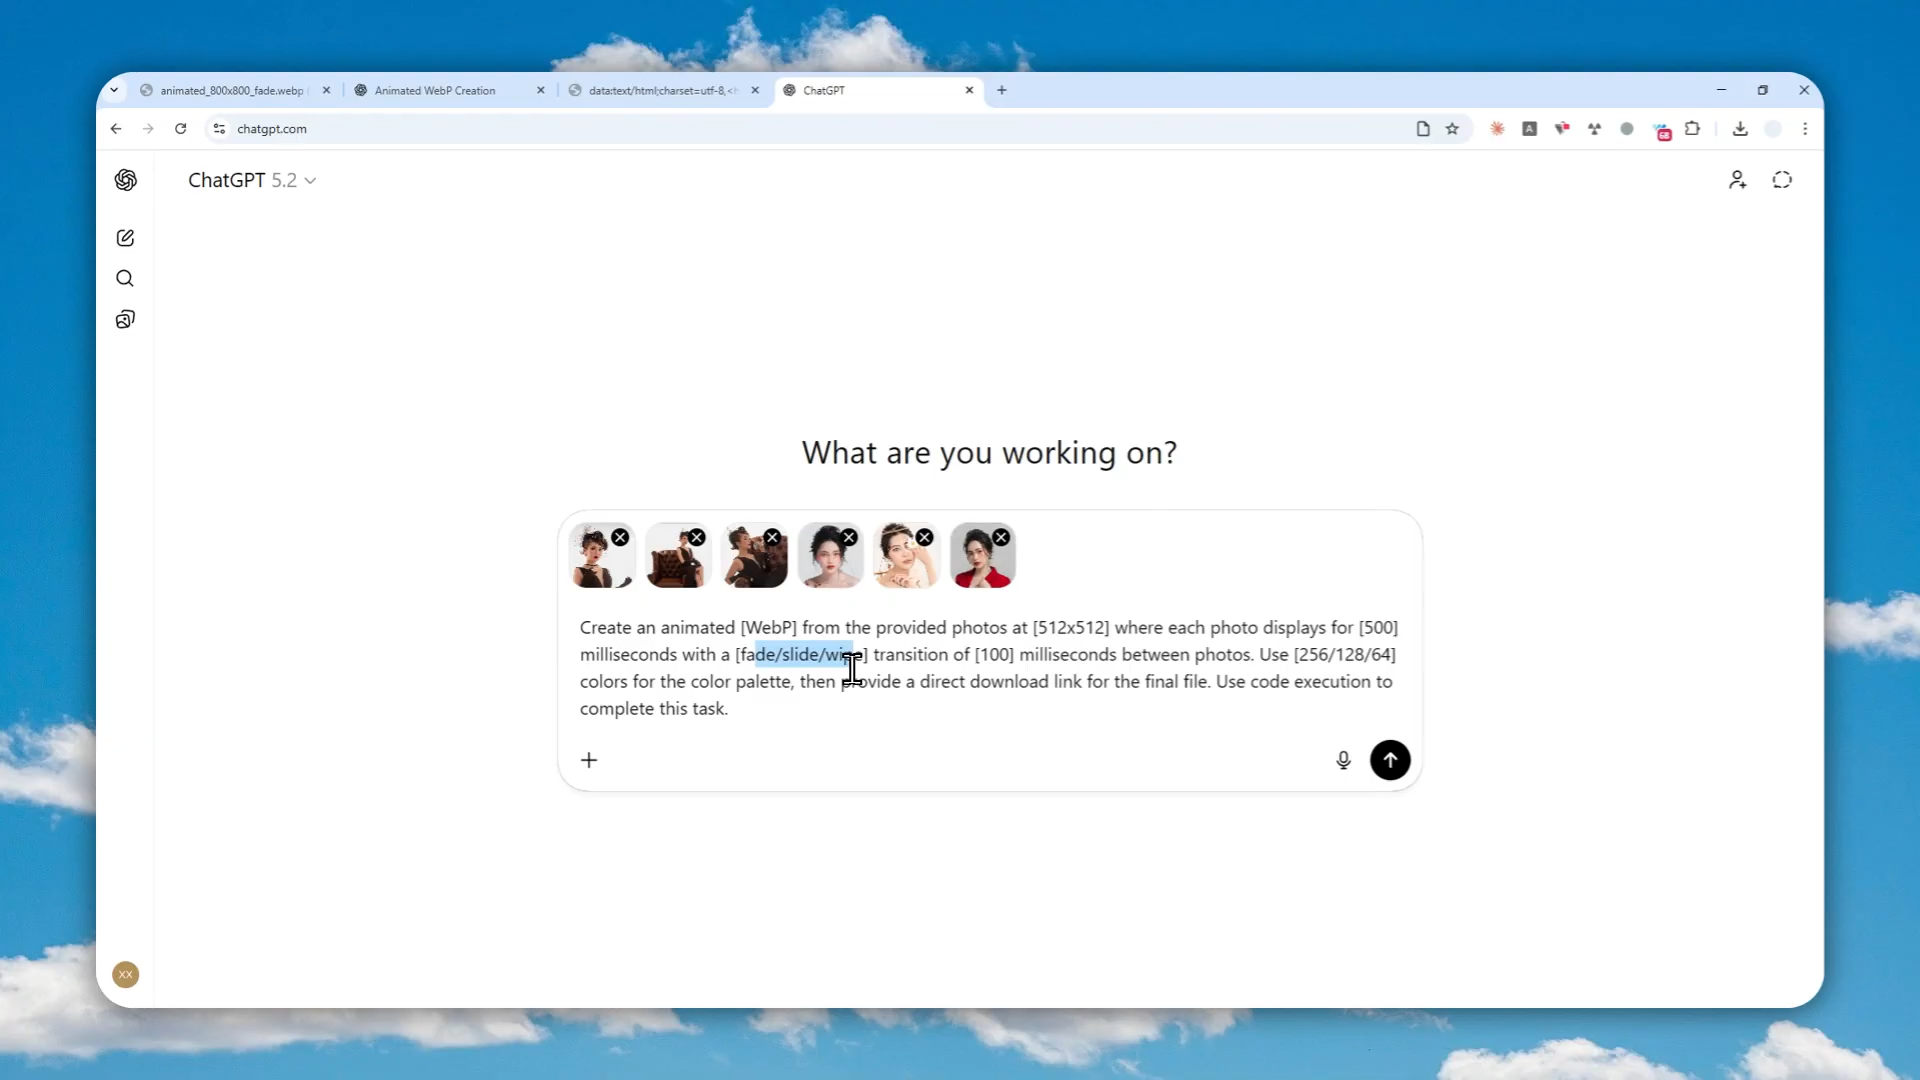 animated_800x800_fade.webp
Animated WebP Creation
data:text/html;charset=utf-8,<h
ChatGPT
chatgpt.com
A
68
ChatGPT 5.2
What are you working on?
Create an animated [WebP] from the provided photos at [512x512] where each photo displays for [500]
milliseconds with a [fade/slide/wipe] transition of [100] milliseconds between photos. Use [256/128/64]
colors for the color palette, then provide a direct download link for the final file. Use code execution to
complete this task.
XX